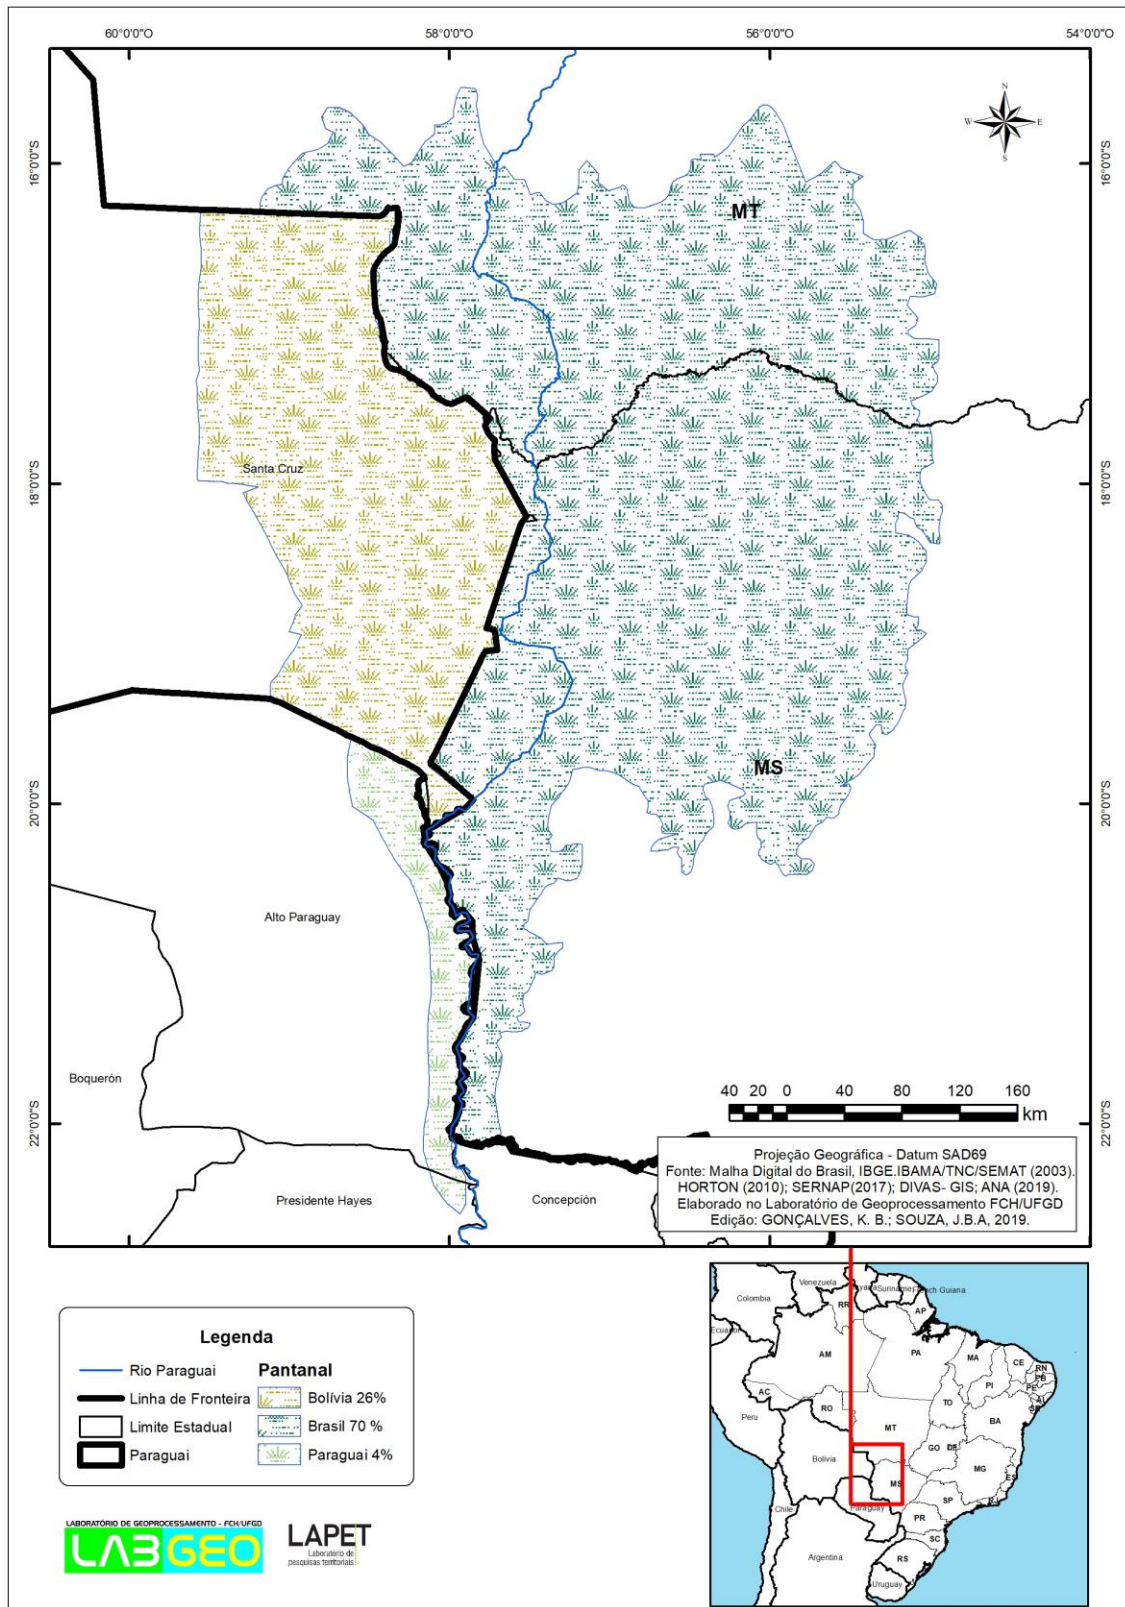 60°0'0"O 58°0'0"O 56°0'0"O 54°0'0"O
N
W E
S
16°0'0"S 16°0'0"S
MT
Santa Cruz
18°0'0"S 18°0'0"S
MS
20°0'0"S 20°0'0"S
Alto Paraguay
Boquerón
40 20 0 40 80 120 160
km
22°0'0"S 22°0'0"S
Presidente Hayes
Concepción
Projeção Geográfica - Datum SAD69
Fonte: Malha Digital do Brasil, IBGE.IBAMA/TNC/SEMAT (2003).
HORTON (2010); SERNAP(2017); DIVAS- GIS; ANA (2019).
Elaborado no Laboratório de Geoprocessamento FCH/UFGD
Edição: GONÇALVES, K. B.; SOUZA, J.B.A, 2019.
Legenda
Rio Paraguai
Linha de Fronteira
Limite Estadual
Paraguai
Pantanal
Bolívia 26%
Brasil 70 %
Paraguai 4%
LABORATÓRIO DE GEOPROCESSAMENTO - FCH/UFGD
LABGEO
LAPET
Laboratório de
pesquisas territoriais
Venezuela
Suriname French Guiana
Colombia
RR
AP
Ecuador
AM
PA
MA
CE
RN
PB
PE
AL
SE
PI
AC
RO
TO
Peru
BA
MT
GO DF
Bolívia
MG
ES
MS
SP
RJ
Paraguay
Chile
PR
SC
Argentina
RS
Uruguay